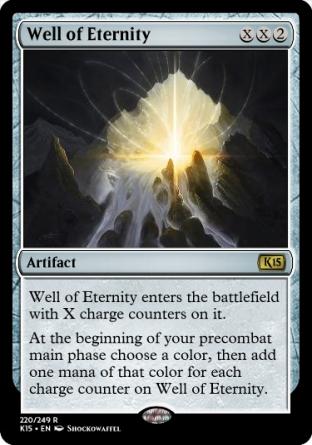 Well of Eternity
X X 2
Artifact
K15
Well of Eternity enters the battlefield
with X charge counters on it.
At the beginning of your precombat
main phase choose a color, then add
one mana of that color for each
charge counter on Well of Eternity.
220/249 R
K15 • EN Shockowaffel